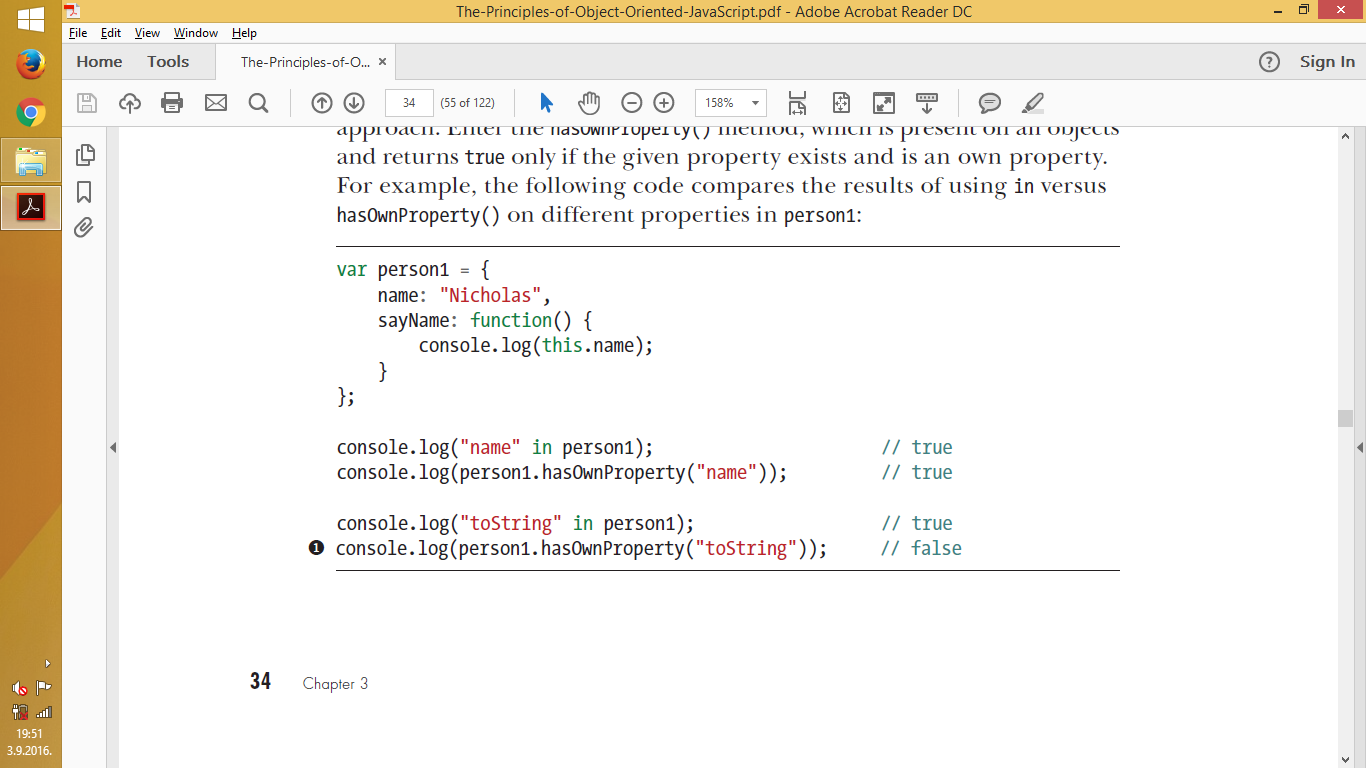 The-Principles-of-Object-Oriented-JavaScript.pdf - Adobe Acrobat Reader DC
File Edit View Window Help
Home Tools The-Principles-of-O... × ? Sign In
34 (55 of 122) 158%
approach. Enter the hasOwnProperty() method, which is present on all objects
and returns true only if the given property exists and is an own property.
For example, the following code compares the results of using in versus
hasOwnProperty() on different properties in person1:
var person1 = {
    name: "Nicholas",
    sayName: function() {
        console.log(this.name);
    }
};
console.log("name" in person1); // true
console.log(person1.hasOwnProperty("name")); // true
console.log("toString" in person1); // true
❶ console.log(person1.hasOwnProperty("toString")); // false
34 Chapter 3
19:51
3.9.2016.